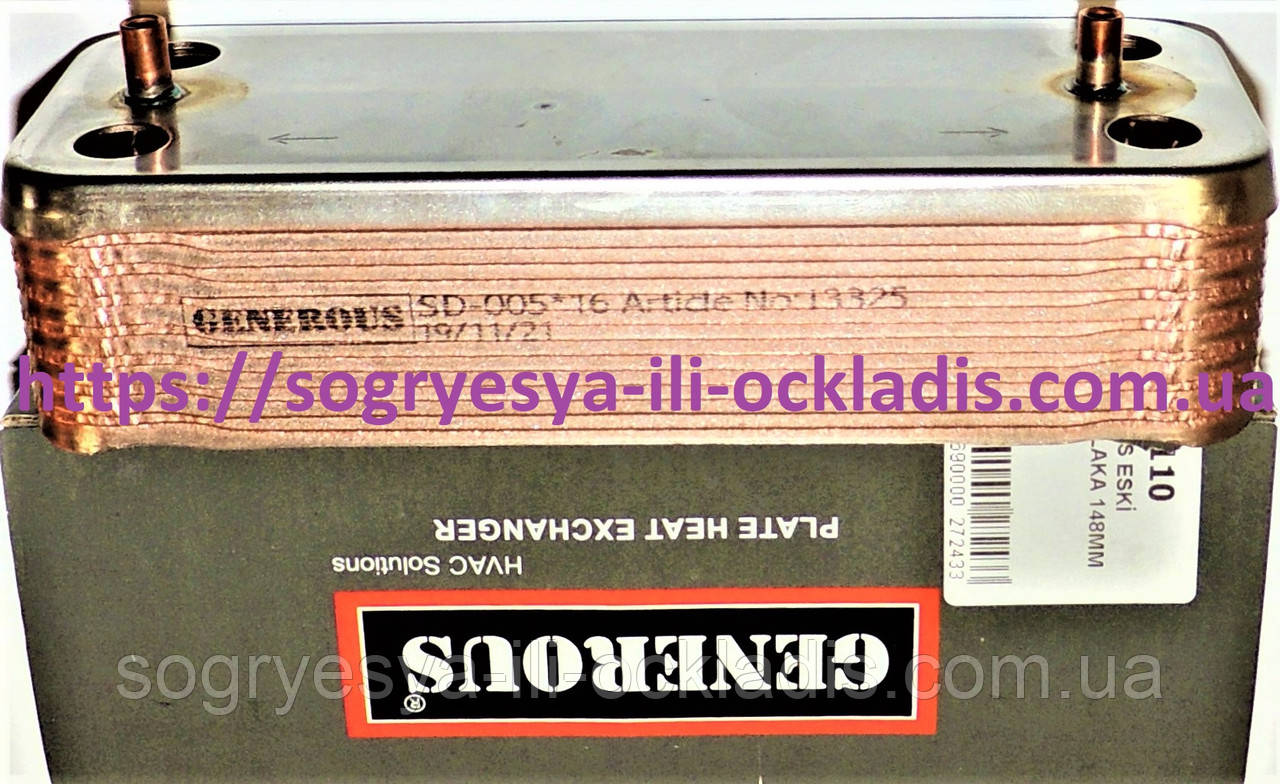 GENEROUS SD-005*16 Article No:13325
19/11/21
https://sogryesya-ili-ockladis.com.ua
110
S ESKİ
LAKA 148MM
690000 272433
PLATE HEAT EXCHANGER
HVAC Solutions
GENEROUS®
sogryesya-ili-ockladis.com.ua